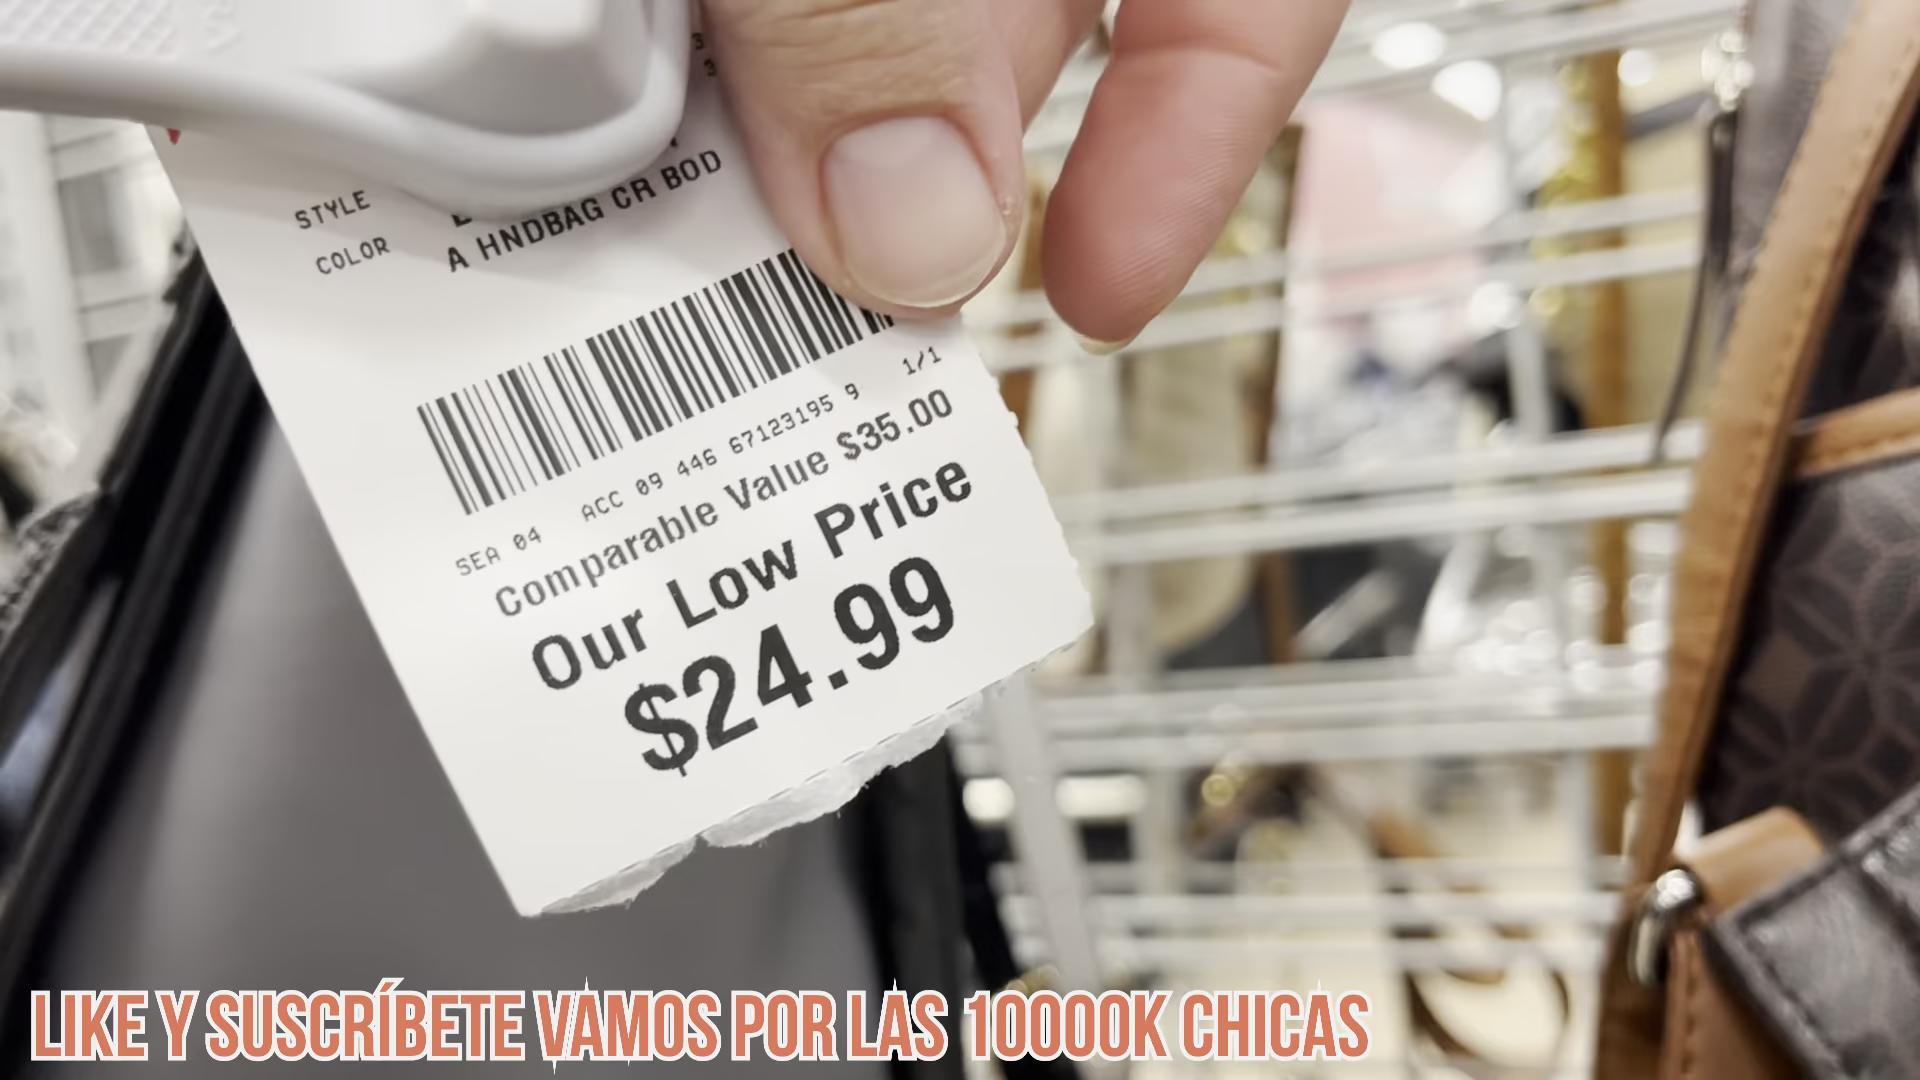 STYLE
COLOR
A HNDBAG CR BOD
1/1
SEA 04 ACC 09 446 67123195 9
Comparable Value $35.00
Our Low Price
$24.99
LIKE Y SUSCRÍBETE VAMOS POR LAS 10000K CHICAS